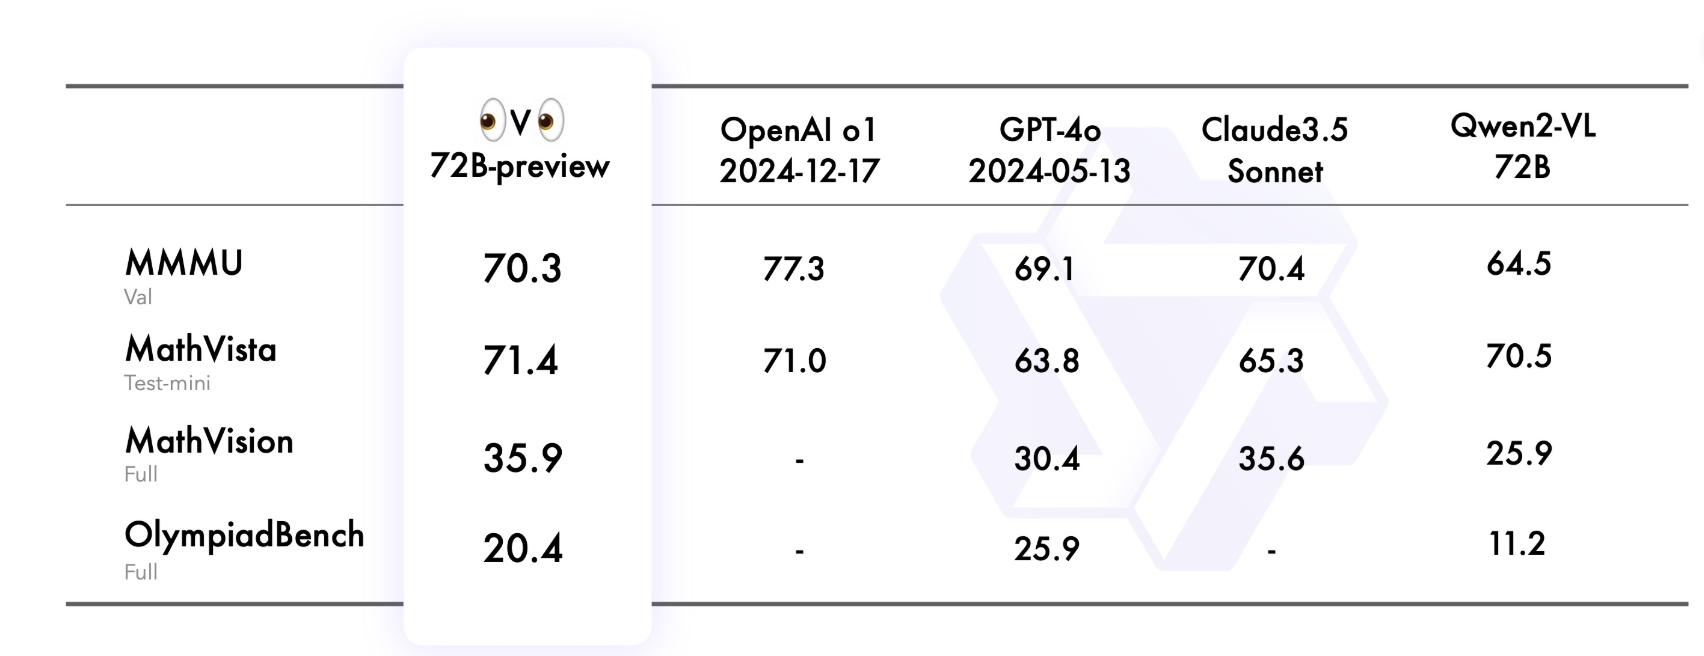 👁V👁
72B-preview
OpenAI o1
2024-12-17
GPT-4o
2024-05-13
Claude3.5
Sonnet
Qwen2-VL
72B
MMMU 70.3 77.3 69.1 70.4 64.5
Val
MathVista 71.4 71.0 63.8 65.3 70.5
Test-mini
MathVision 35.9 - 30.4 35.6 25.9
Full
OlympiadBench 20.4 - 25.9 - 11.2
Full